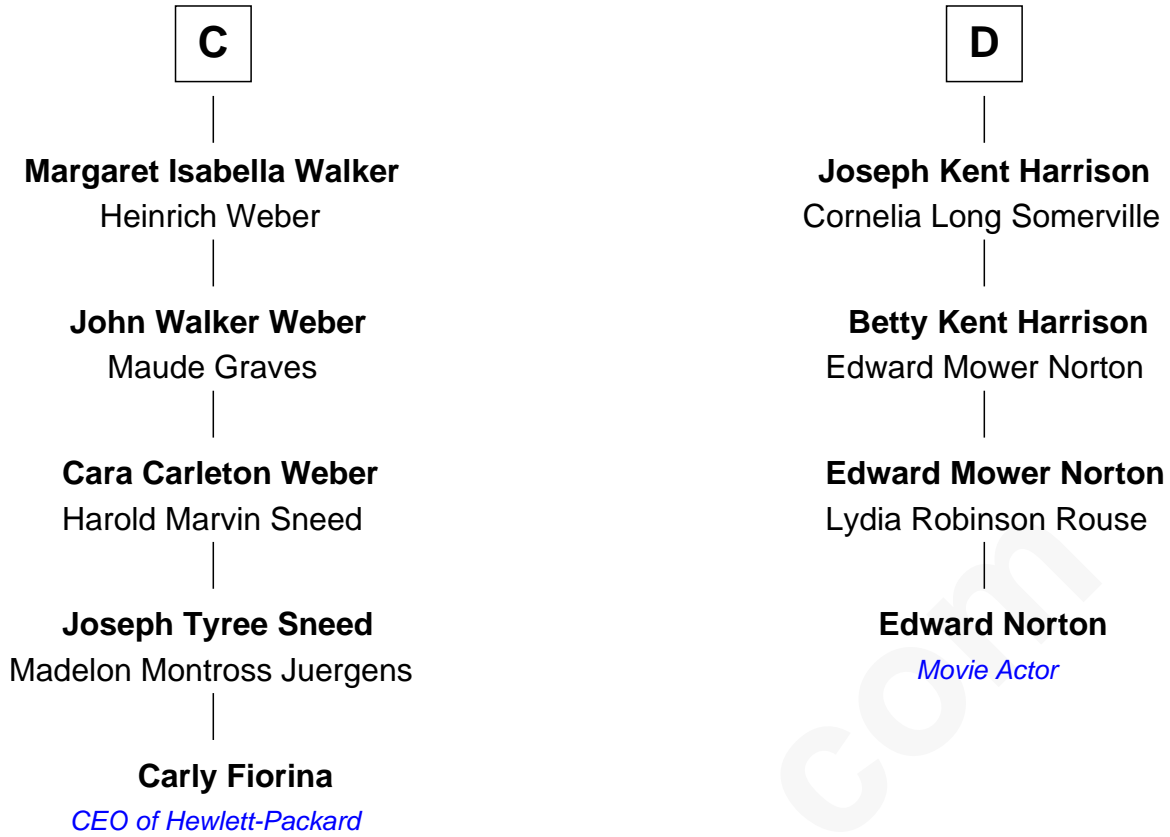 C
Margaret Isabella Walker
Heinrich Weber
John Walker Weber
Maude Graves
Cara Carleton Weber
Harold Marvin Sneed
Joseph Tyree Sneed
Madelon Montross Juergens
Carly Fiorina
CEO of Hewlett-Packard
D
Joseph Kent Harrison
Cornelia Long Somerville
Betty Kent Harrison
Edward Mower Norton
Edward Mower Norton
Lydia Robinson Rouse
Edward Norton
Movie Actor
com